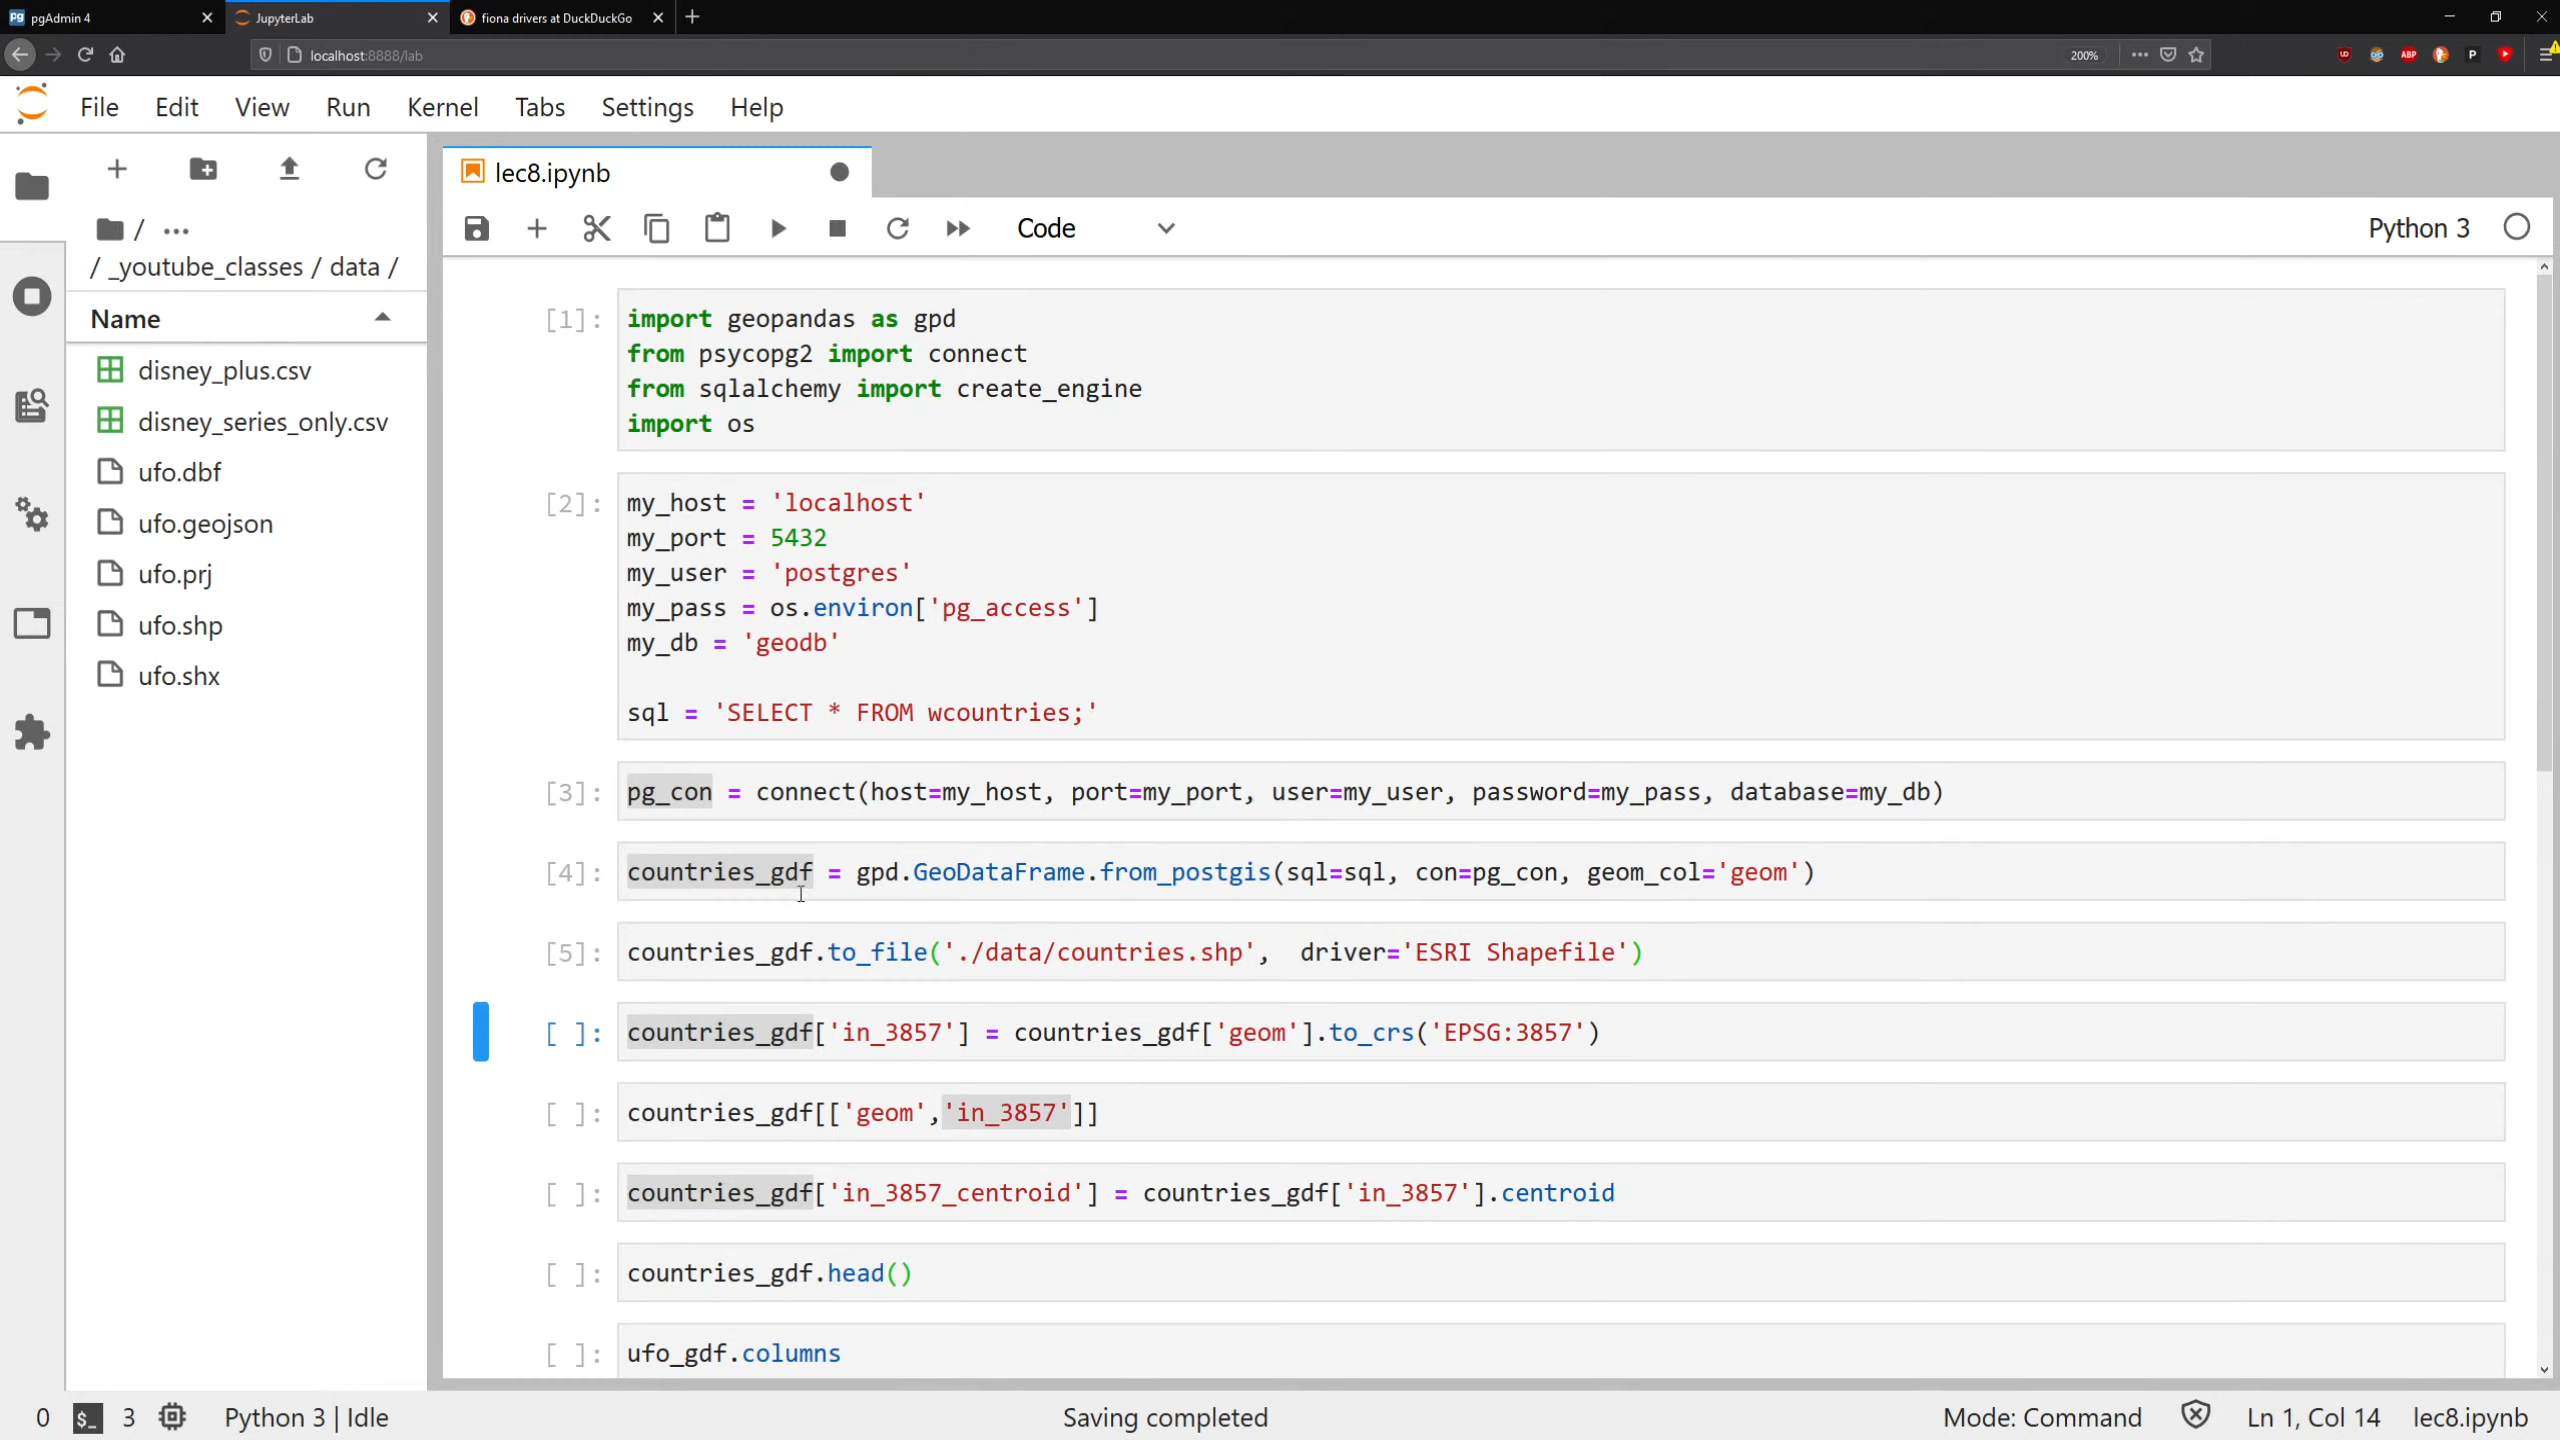 pgAdmin 4
JupyterLab
fiona drivers at DuckDuckGo
localhost:8888/lab
200%
File Edit View Run Kernel Tabs Settings Help
/ ...
/ _youtube_classes / data /
Name
disney_plus.csv
disney_series_only.csv
ufo.dbf
ufo.geojson
ufo.prj
ufo.shp
ufo.shx
lec8.ipynb
Code
Python 3
[1]: import geopandas as gpd
from psycopg2 import connect
from sqlalchemy import create_engine
import os
[2]: my_host = 'localhost'
my_port = 5432
my_user = 'postgres'
my_pass = os.environ['pg_access']
my_db = 'geodb'
sql = 'SELECT * FROM wcountries;'
[3]: pg_con = connect(host=my_host, port=my_port, user=my_user, password=my_pass, database=my_db)
[4]: countries_gdf = gpd.GeoDataFrame.from_postgis(sql=sql, con=pg_con, geom_col='geom')
[5]: countries_gdf.to_file('./data/countries.shp',  driver='ESRI Shapefile')
[ ]: countries_gdf['in_3857'] = countries_gdf['geom'].to_crs('EPSG:3857')
[ ]: countries_gdf[['geom','in_3857']]
[ ]: countries_gdf['in_3857_centroid'] = countries_gdf['in_3857'].centroid
[ ]: countries_gdf.head()
[ ]: ufo_gdf.columns
0 $_ 3 Python 3 | Idle
Saving completed
Mode: Command
Ln 1, Col 14
lec8.ipynb